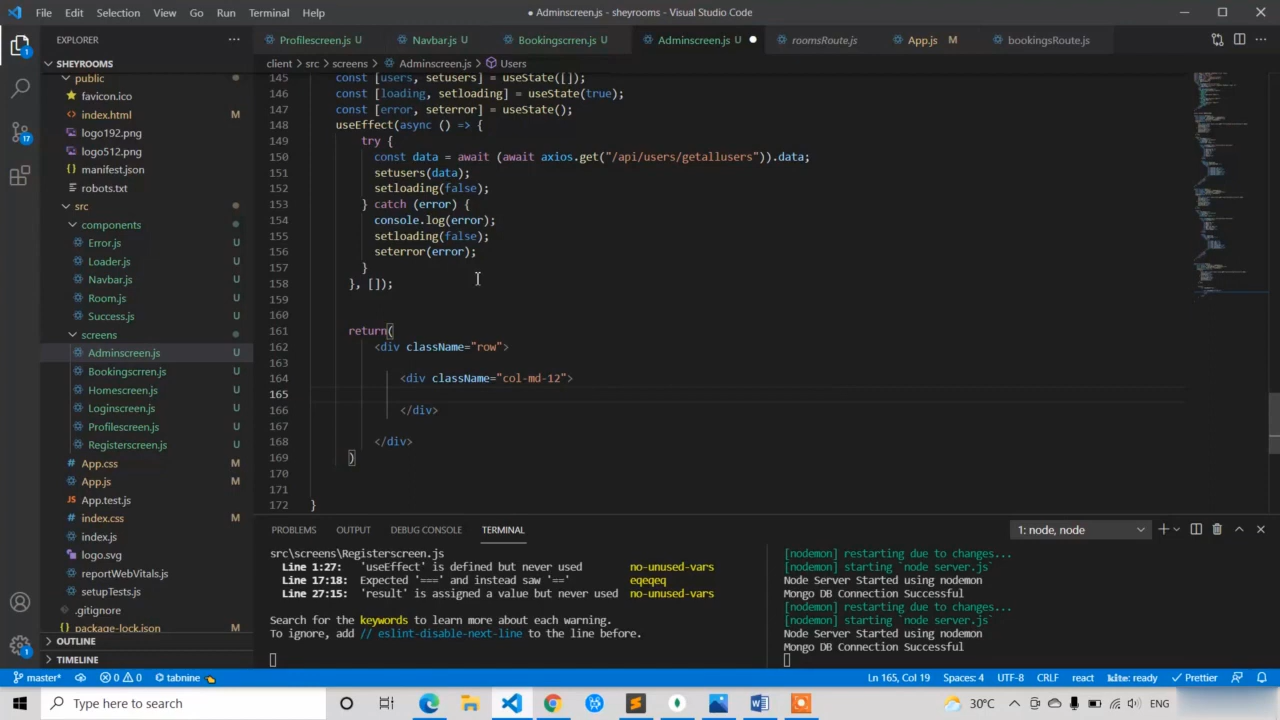 File Edit Selection View Go Run Terminal Help
● Adminscreen.js - sheyrooms - Visual Studio Code
EXPLORER ...
Profilescreen.js U Navbar.js U Bookingscrren.js U Adminscreen.js U ● roomsRoute.js App.js M bookingsRoute.js ...
SHEYROOMS
client > src > screens > Adminscreen.js > Users
public
favicon.ico
index.html M
logo192.png
logo512.png
manifest.json
robots.txt
src
components
Error.js U
Loader.js U
Navbar.js U
Room.js U
Success.js U
screens
Adminscreen.js U
Bookingscrren.js U
Homescreen.js U
Loginscreen.js U
Profilescreen.js U
Registerscreen.js U
App.css M
App.js M
App.test.js
index.css M
index.js
logo.svg
reportWebVitals.js
setupTests.js
.gitignore
package-lock.json M
OUTLINE
TIMELINE
145 const [users, setusers] = useState([]);
146 const [loading, setloading] = useState(true);
147 const [error, seterror] = useState();
148 useEffect(async () => {
149 try {
150 const data = await (await axios.get("/api/users/getallusers")).data;
151 setusers(data);
152 setloading(false);
153 } catch (error) {
154 console.log(error);
155 setloading(false);
156 seterror(error);
157 }
158 }, []);
159
160
161 return(
162 <div className="row">
163
164 <div className="col-md-12">
165
166 </div>
167
168 </div>
169 )
170
171
172 }
PROBLEMS OUTPUT DEBUG CONSOLE TERMINAL 1: node, node
src\screens\Registerscreen.js
Line 1:27: 'useEffect' is defined but never used no-unused-vars
Line 17:18: Expected '===' and instead saw '==' eqeqeq
Line 27:15: 'result' is assigned a value but never used no-unused-vars
Search for the keywords to learn more about each warning.
To ignore, add // eslint-disable-next-line to the line before.
[nodemon] restarting due to changes...
[nodemon] starting `node server.js`
Node Server Started using nodemon
Mongo DB Connection Successful
[nodemon] restarting due to changes...
[nodemon] starting `node server.js`
Node Server Started using nodemon
Mongo DB Connection Successful
master* 0 0 tabnine Ln 165, Col 19 Spaces: 4 UTF-8 CRLF react kite: ready Prettier
Type here to search 30°C ENG